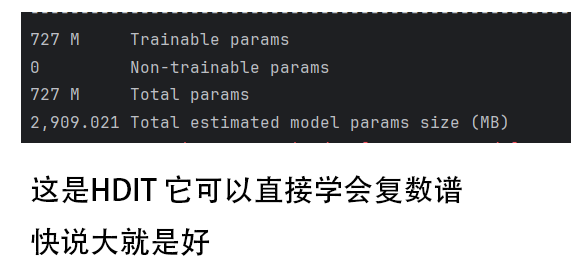 727 M Trainable params
0 Non-trainable params
727 M Total params
2,909.021 Total estimated model params size (MB)
这是HDIT 它可以直接学会复数谱
快说大就是好